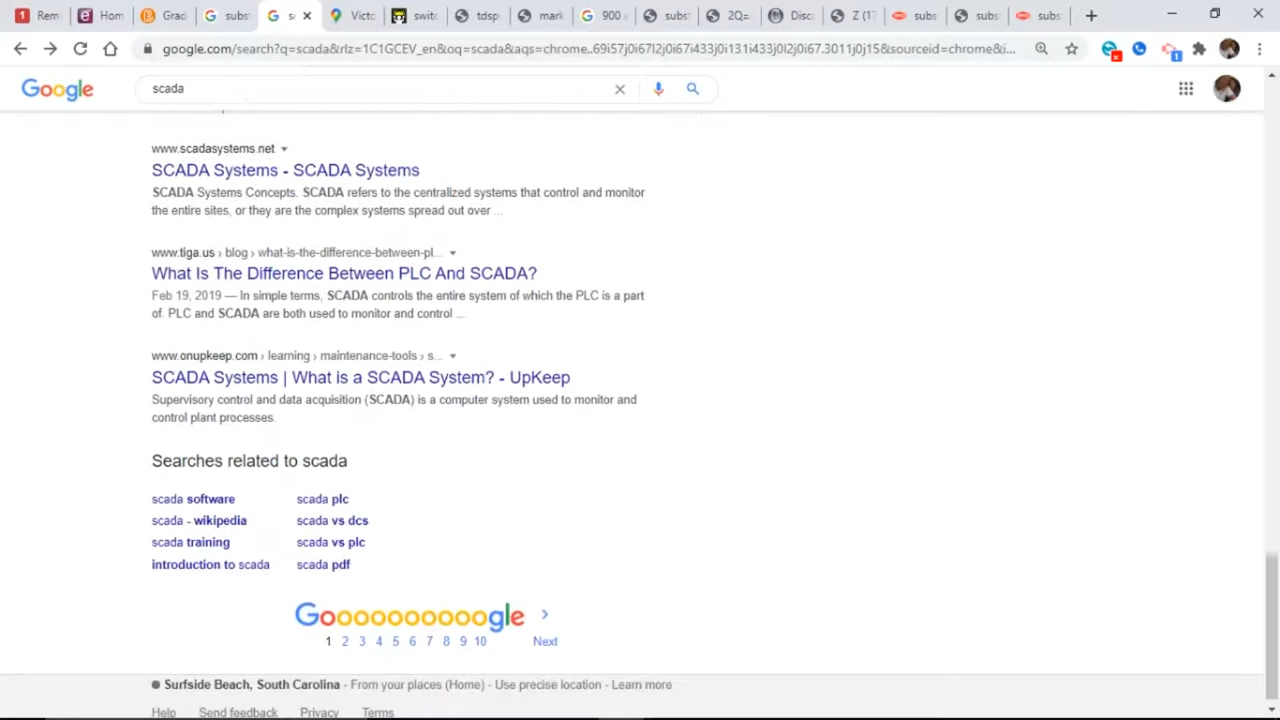 Rem
Hom
Grad
subs
s
Victo
switc
tdsp
mark
900
subs
2Q=
Disc
Z (1
subs
subs
subs
google.com/search?q=scada&rlz=1C1GCEV_en&oq=scada&aqs=chrome..69i57j0i67l2j0i67i433j0i131i433j0l2j0i67.3011j0j15&sourceid=chrome&i...
Google
scada
www.scadasystems.net
SCADA Systems - SCADA Systems
SCADA Systems Concepts. SCADA refers to the centralized systems that control and monitor
the entire sites, or they are the complex systems spread out over ...
www.tiga.us › blog › what-is-the-difference-between-pl...
What Is The Difference Between PLC And SCADA?
Feb 19, 2019 — In simple terms, SCADA controls the entire system of which the PLC is a part
of. PLC and SCADA are both used to monitor and control ...
www.onupkeep.com › learning › maintenance-tools › s...
SCADA Systems | What is a SCADA System? - UpKeep
Supervisory control and data acquisition (SCADA) is a computer system used to monitor and
control plant processes.
Searches related to scada
scada software
scada plc
scada - wikipedia
scada vs dcs
scada training
scada vs plc
introduction to scada
scada pdf
Goooooooooogle
1 2 3 4 5 6 7 8 9 10 Next
Surfside Beach, South Carolina - From your places (Home) - Use precise location - Learn more
Help Send feedback Privacy Terms